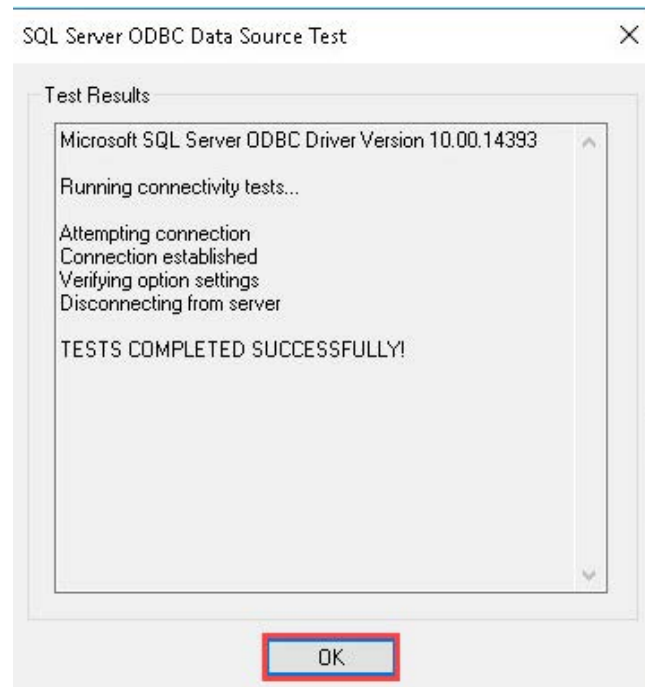 SQL Server ODBC Data Source Test
Test Results
Microsoft SQL Server ODBC Driver Version 10.00.14393
Running connectivity tests...
Attempting connection
Connection established
Verifying option settings
Disconnecting from server
TESTS COMPLETED SUCCESSFULLY!
OK